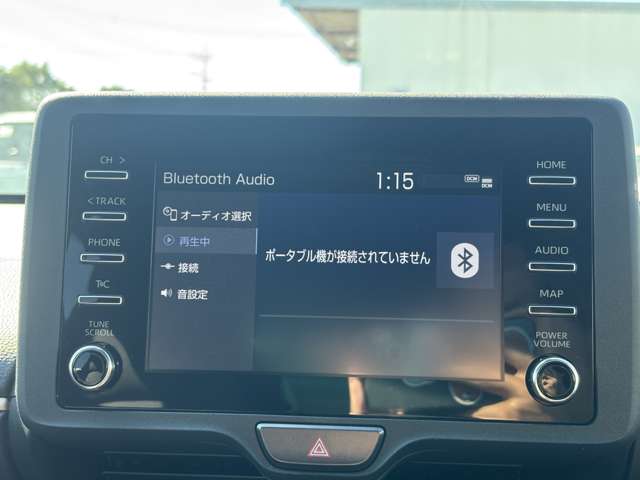 CH >
< TRACK
PHONE
T&C
TUNE
SCROLL
Bluetooth Audio
1:15
DCM
DCM
オーディオ選択
再生中
接続
音設定
ポータブル機が接続されていません
HOME
MENU
AUDIO
MAP
POWER
VOLUME